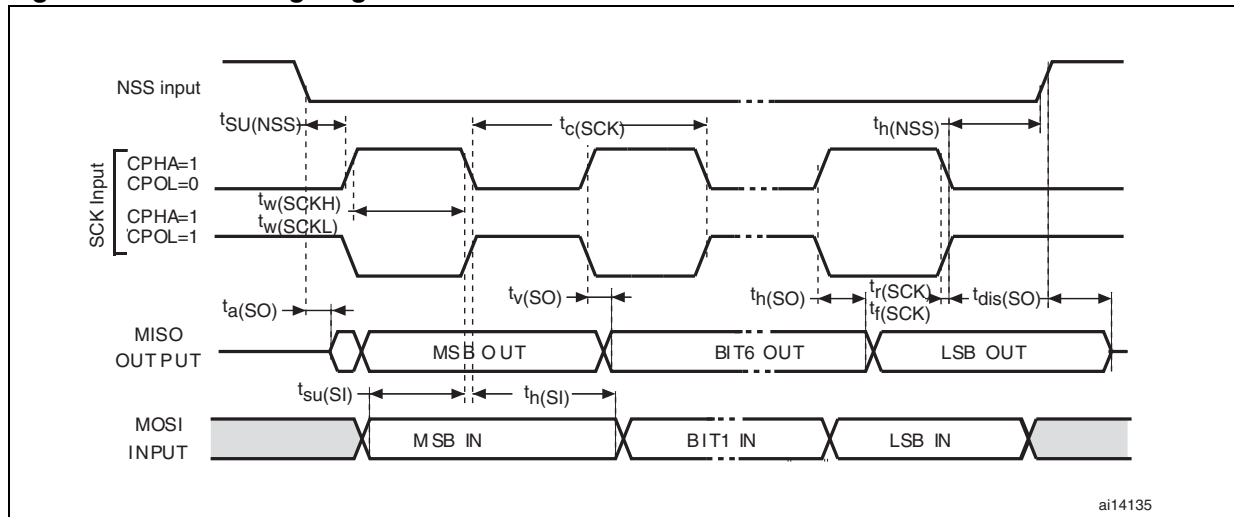 NSS input
tSU(NSS)
tc(SCK)
th(NSS)
SCK Input
CPHA=1
CPOL=0
tw(SCKH)
tw(SCKL)
CPHA=1
CPOL=1
ta(SO)
tv(SO)
th(SO)
tr(SCK)
tf(SCK)
tdis(SO)
MISO
OUTPUT
MSB OUT
BIT6 OUT
LSB OUT
tsu(SI)
th(SI)
MOSI
INPUT
MSB IN
BIT1 IN
LSB IN
ai14135